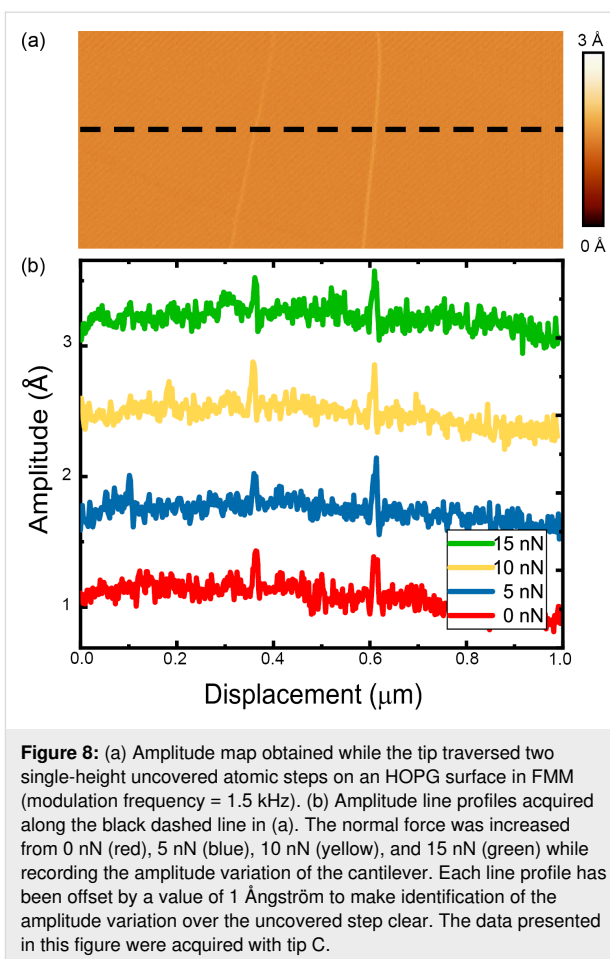 (a)
3 Å
0 Å
(b)
3
2
1
Amplitude (Å)
15 nN
10 nN
5 nN
0 nN
0.0 0.2 0.4 0.6 0.8 1.0
Displacement (μm)
Figure 8: (a) Amplitude map obtained while the tip traversed two
single-height uncovered atomic steps on an HOPG surface in FMM
(modulation frequency = 1.5 kHz). (b) Amplitude line profiles acquired
along the black dashed line in (a). The normal force was increased
from 0 nN (red), 5 nN (blue), 10 nN (yellow), and 15 nN (green) while
recording the amplitude variation of the cantilever. Each line profile has
been offset by a value of 1 Ångström to make identification of the
amplitude variation over the uncovered step clear. The data presented
in this figure were acquired with tip C.